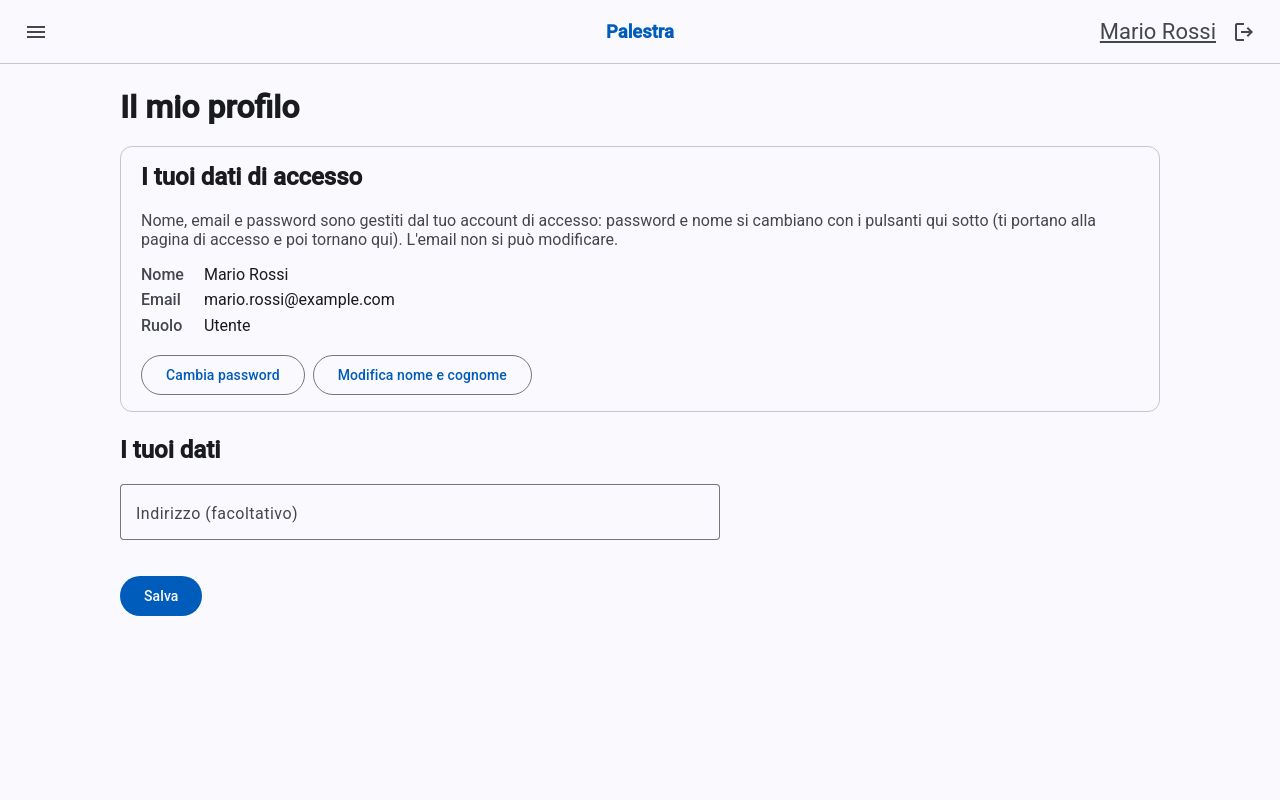 Palestra
Mario Rossi
Il mio profilo
I tuoi dati di accesso
Nome, email e password sono gestiti dal tuo account di accesso: password e nome si cambiano con i pulsanti qui sotto (ti portano alla
pagina di accesso e poi tornano qui). L'email non si può modificare.
Nome Mario Rossi
Email mario.rossi@example.com
Ruolo Utente
Cambia password Modifica nome e cognome
I tuoi dati
Indirizzo (facoltativo)
Salva